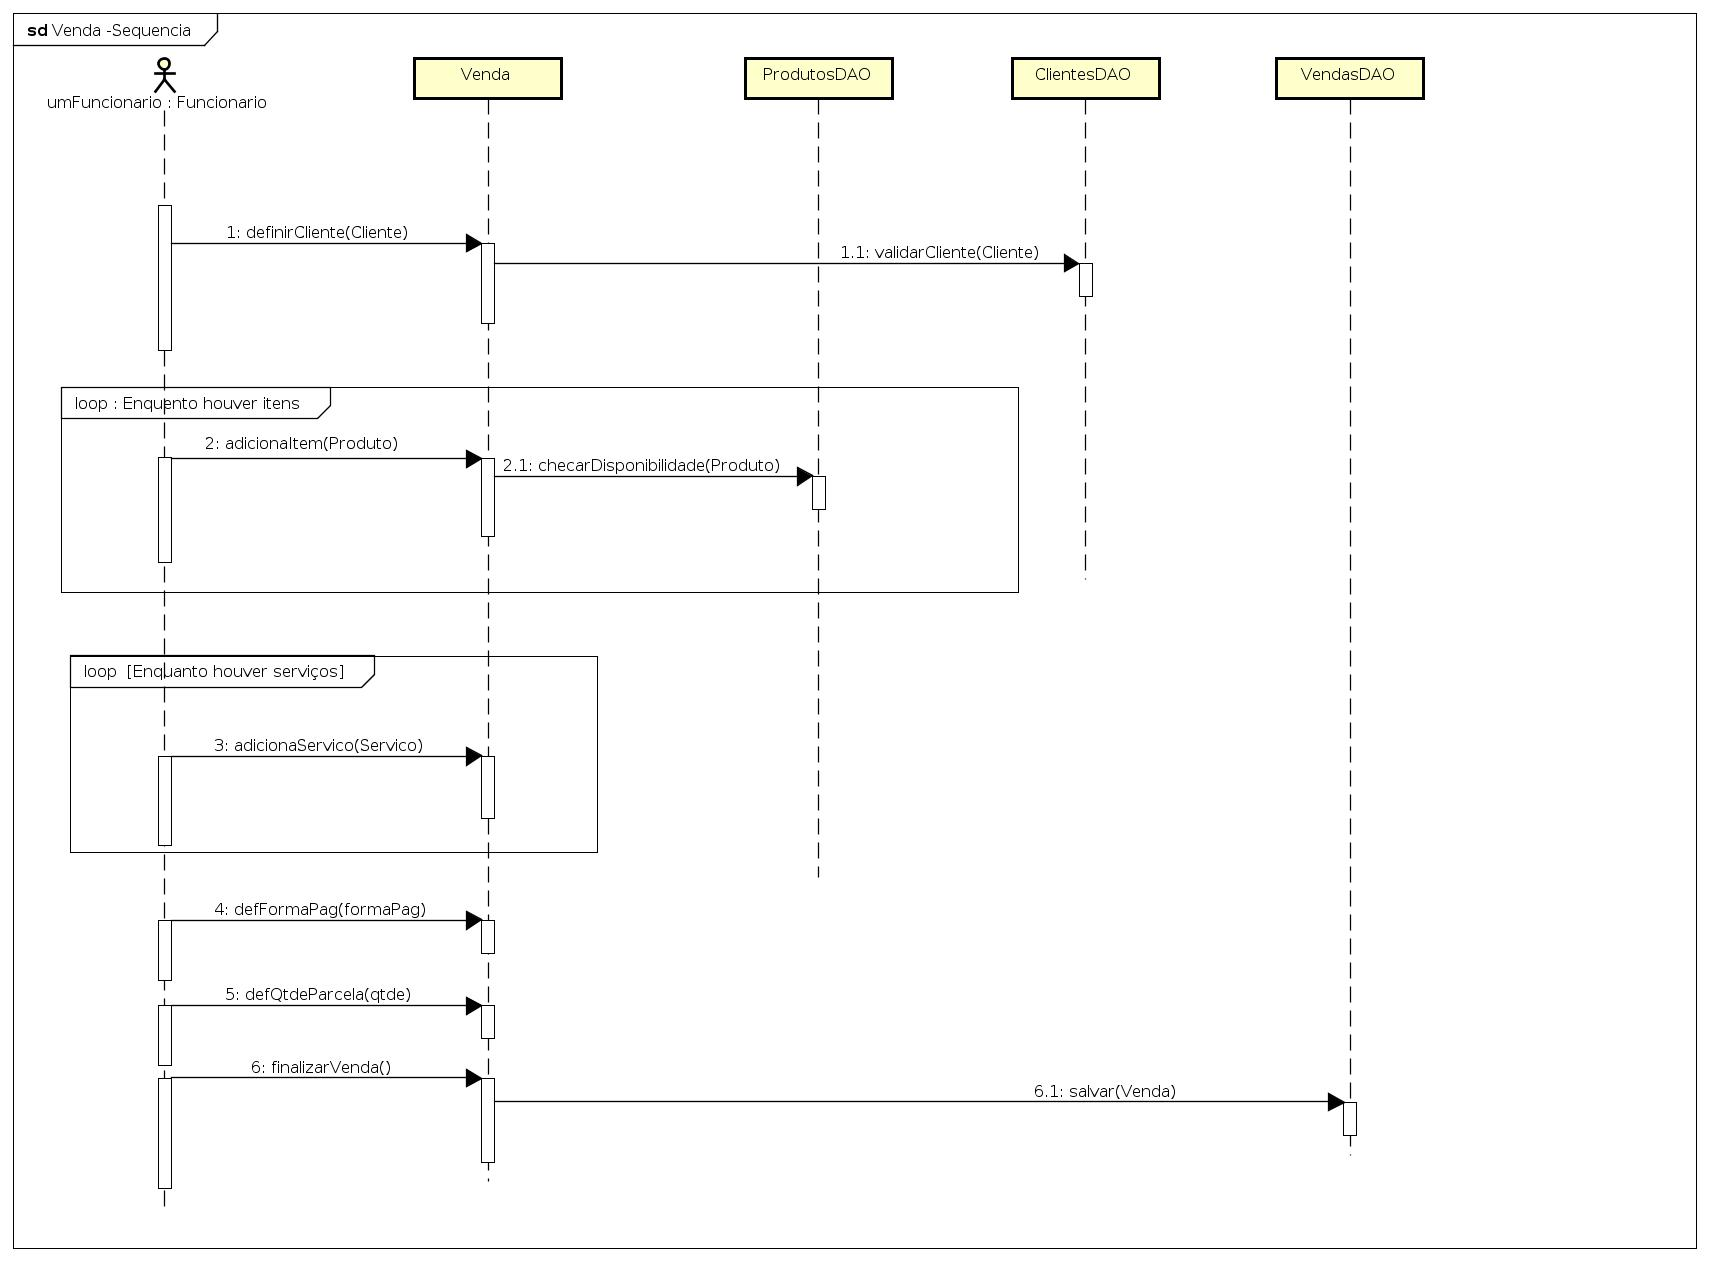 sd Venda -Sequencia
umFuncionario : Funcionario
Venda
ProdutosDAO
ClientesDAO
VendasDAO
1: definirCliente(Cliente)
1.1: validarCliente(Cliente)
loop : Enquento houver itens
2: adicionaItem(Produto)
2.1: checarDisponibilidade(Produto)
loop  [Enquanto houver serviços]
3: adicionaServico(Servico)
4: defFormaPag(formaPag)
5: defQtdeParcela(qtde)
6: finalizarVenda()
6.1: salvar(Venda)